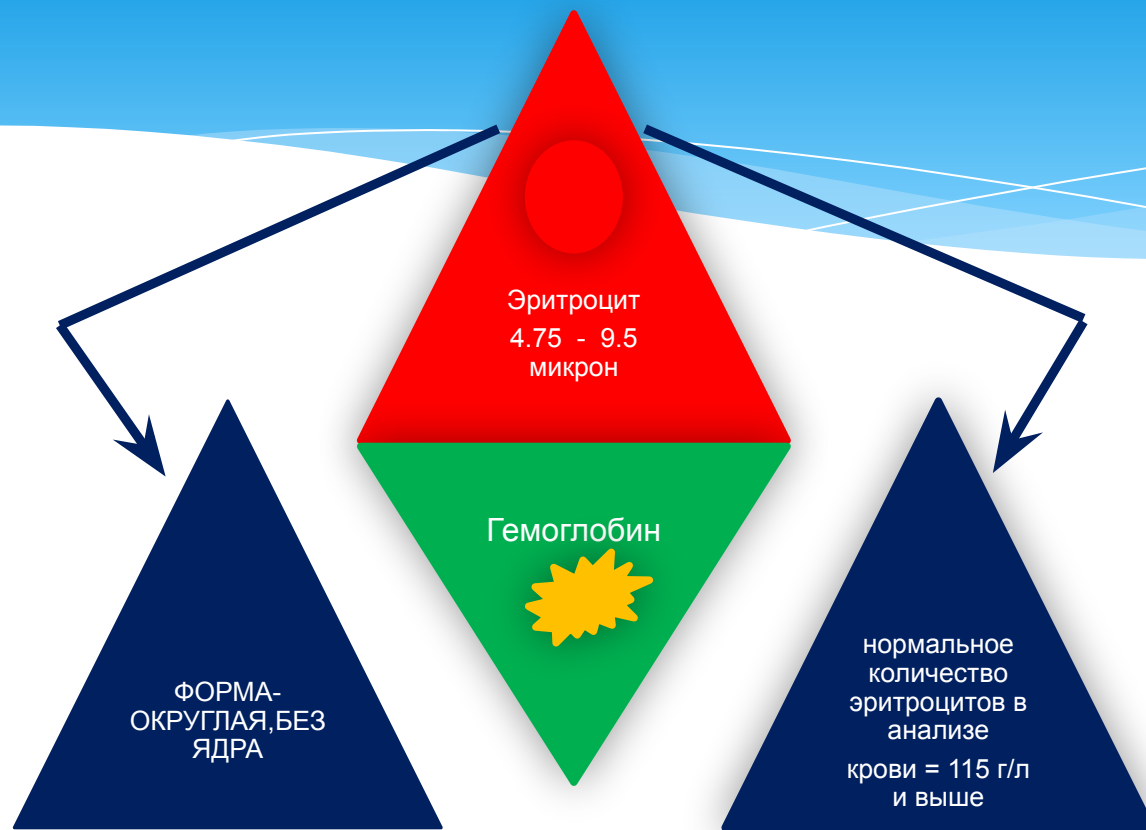 Эритроцит
4.75 - 9.5
микрон
Гемоглобин
ФОРМА-
ОКРУГЛАЯ,БЕЗ
ЯДРА
нормальное
количество
эритроцитов в
анализе
крови = 115 г/л
и выше